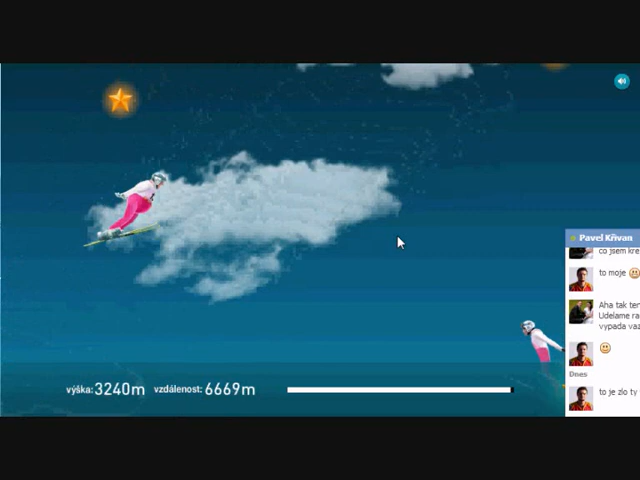 Pavel Křivan
co jsem kre
to moje
Aha tak ten
Udelame ra
vypada vaz
Dnes
to je zlo ty
výška: 3240m vzdálenost: 6669m